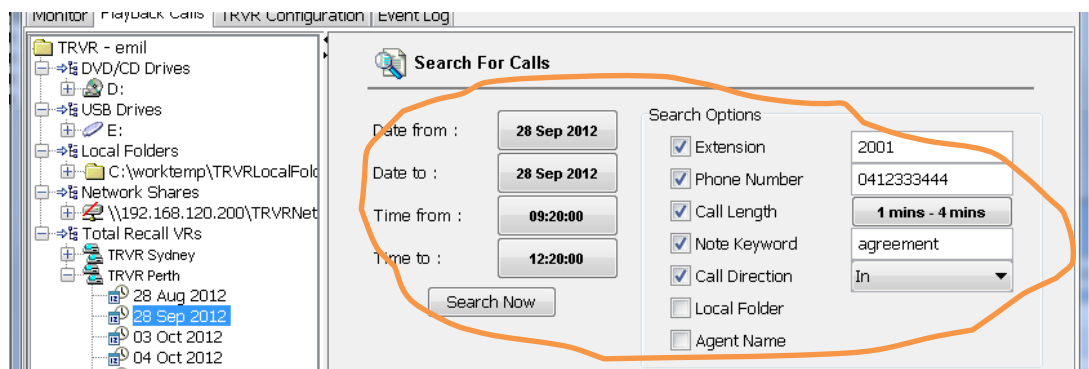 Monitor Playback Calls TRVR Configuration Event Log
TRVR - emil
DVD/CD Drives
D:
USB Drives
E:
Local Folders
C:\worktemp\TRVRLocalFold
Network Shares
\\192.168.120.200\TRVRNet
Total Recall VRs
TRVR Sydney
TRVR Perth
28 Aug 2012
28 Sep 2012
03 Oct 2012
04 Oct 2012
Search For Calls
Date from : 28 Sep 2012
Date to : 28 Sep 2012
Time from : 09:20:00
Time to : 12:20:00
Search Now
Search Options
Extension 2001
Phone Number 0412333444
Call Length 1 mins - 4 mins
Note Keyword agreement
Call Direction In
Local Folder
Agent Name